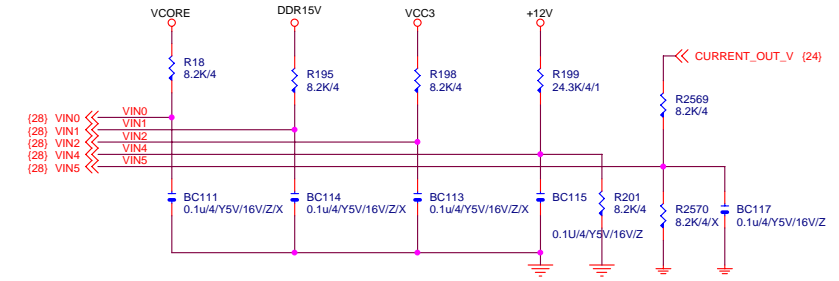 VCORE
DDR15V
VCC3
+12V
CURRENT_OUT_V {24}
R18
8.2K/4
R195
8.2K/4
R198
8.2K/4
R199
24.3K/4/1
R2569
8.2K/4
{28} VIN0 VIN0
{28} VIN1 VIN1
{28} VIN2 VIN2
{28} VIN4 VIN4
{28} VIN5 VIN5
BC111
0.1u/4/Y5V/16V/Z/X
BC114
0.1u/4/Y5V/16V/Z/X
BC113
0.1u/4/Y5V/16V/Z/X
BC115
0.1U/4/Y5V/16V/Z
R201
8.2K/4
R2570
8.2K/4/X
BC117
0.1u/4/Y5V/16V/Z